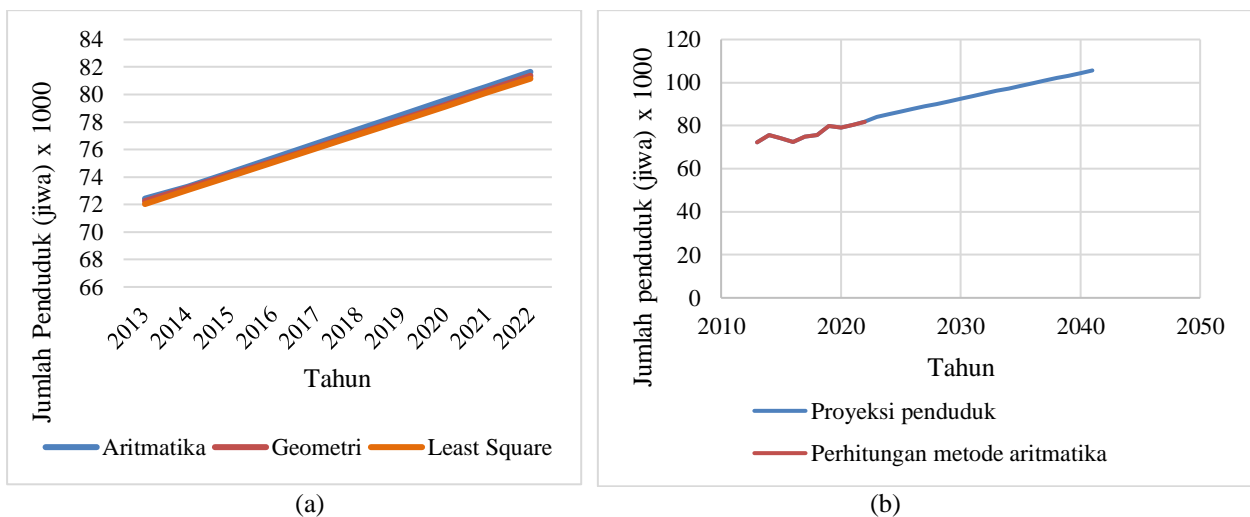 Jumlah Penduduk (jiwa) x 1000
84
82
80
78
76
74
72
70
68
66
2013 2014 2015 2016 2017 2018 2019 2020 2021 2022
Tahun
Aritmatika Geometri Least Square
(a)
Jumlah penduduk (jiwa) x 1000
120
100
80
60
40
20
0
2010 2020 2030 2040 2050
Tahun
Proyeksi penduduk
Perhitungan metode aritmatika
(b)